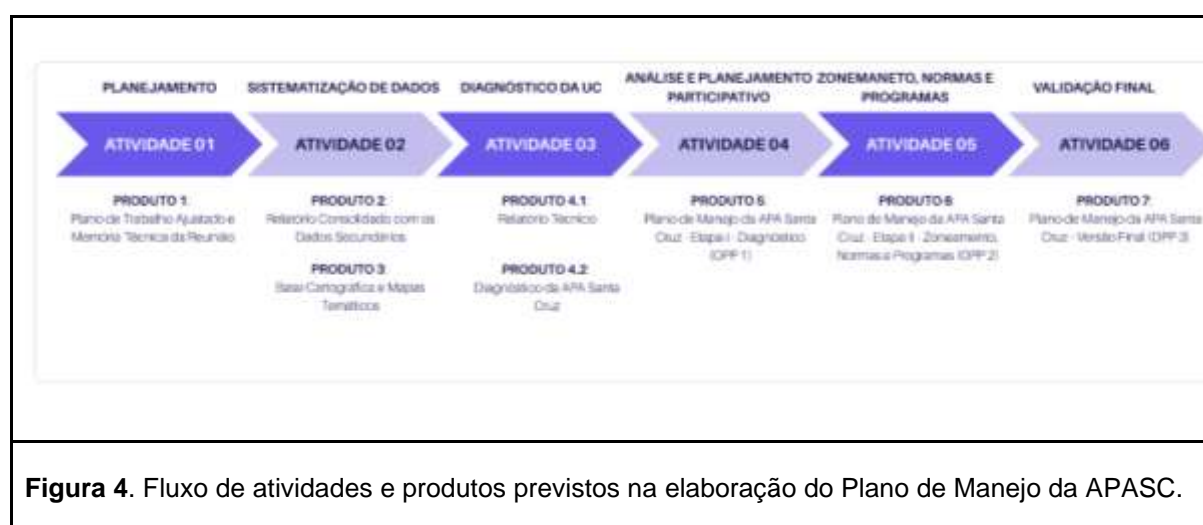 PLANEJAMENTO
SISTEMATIZAÇÃO DE DADOS
DIAGNÓSTICO DA UC
ANÁLISE E PLANEJAMENTO
PARTICIPATIVO
ZONEMANETO, NORMAS E
PROGRAMAS
VALIDAÇÃO FINAL
ATIVIDADE 01
ATIVIDADE 02
ATIVIDADE 03
ATIVIDADE 04
ATIVIDADE 05
ATIVIDADE 06
PRODUTO 1:
Plano de Trabalho Ajustado e
Memória Técnica da Reunião
PRODUTO 2:
Relatório Consolidado com os
Dados Secundários
PRODUTO 3:
Base Cartográfica e Mapas
Temáticos
PRODUTO 4.1:
Relatório Técnico
PRODUTO 4.2:
Diagnóstico da APA Santa
Cruz
PRODUTO 5:
Plano de Manejo da APA Santa
Cruz - Etapa I - Diagnóstico
(OPP 1)
PRODUTO 6:
Plano de Manejo da APA Santa
Cruz - Etapa II - Zoneamento,
Normas e Programas (OPP 2)
PRODUTO 7:
Plano de Manejo da APA Santa
Cruz - Versão Final (OPP 3)
Figura 4. Fluxo de atividades e produtos previstos na elaboração do Plano de Manejo da APASC.